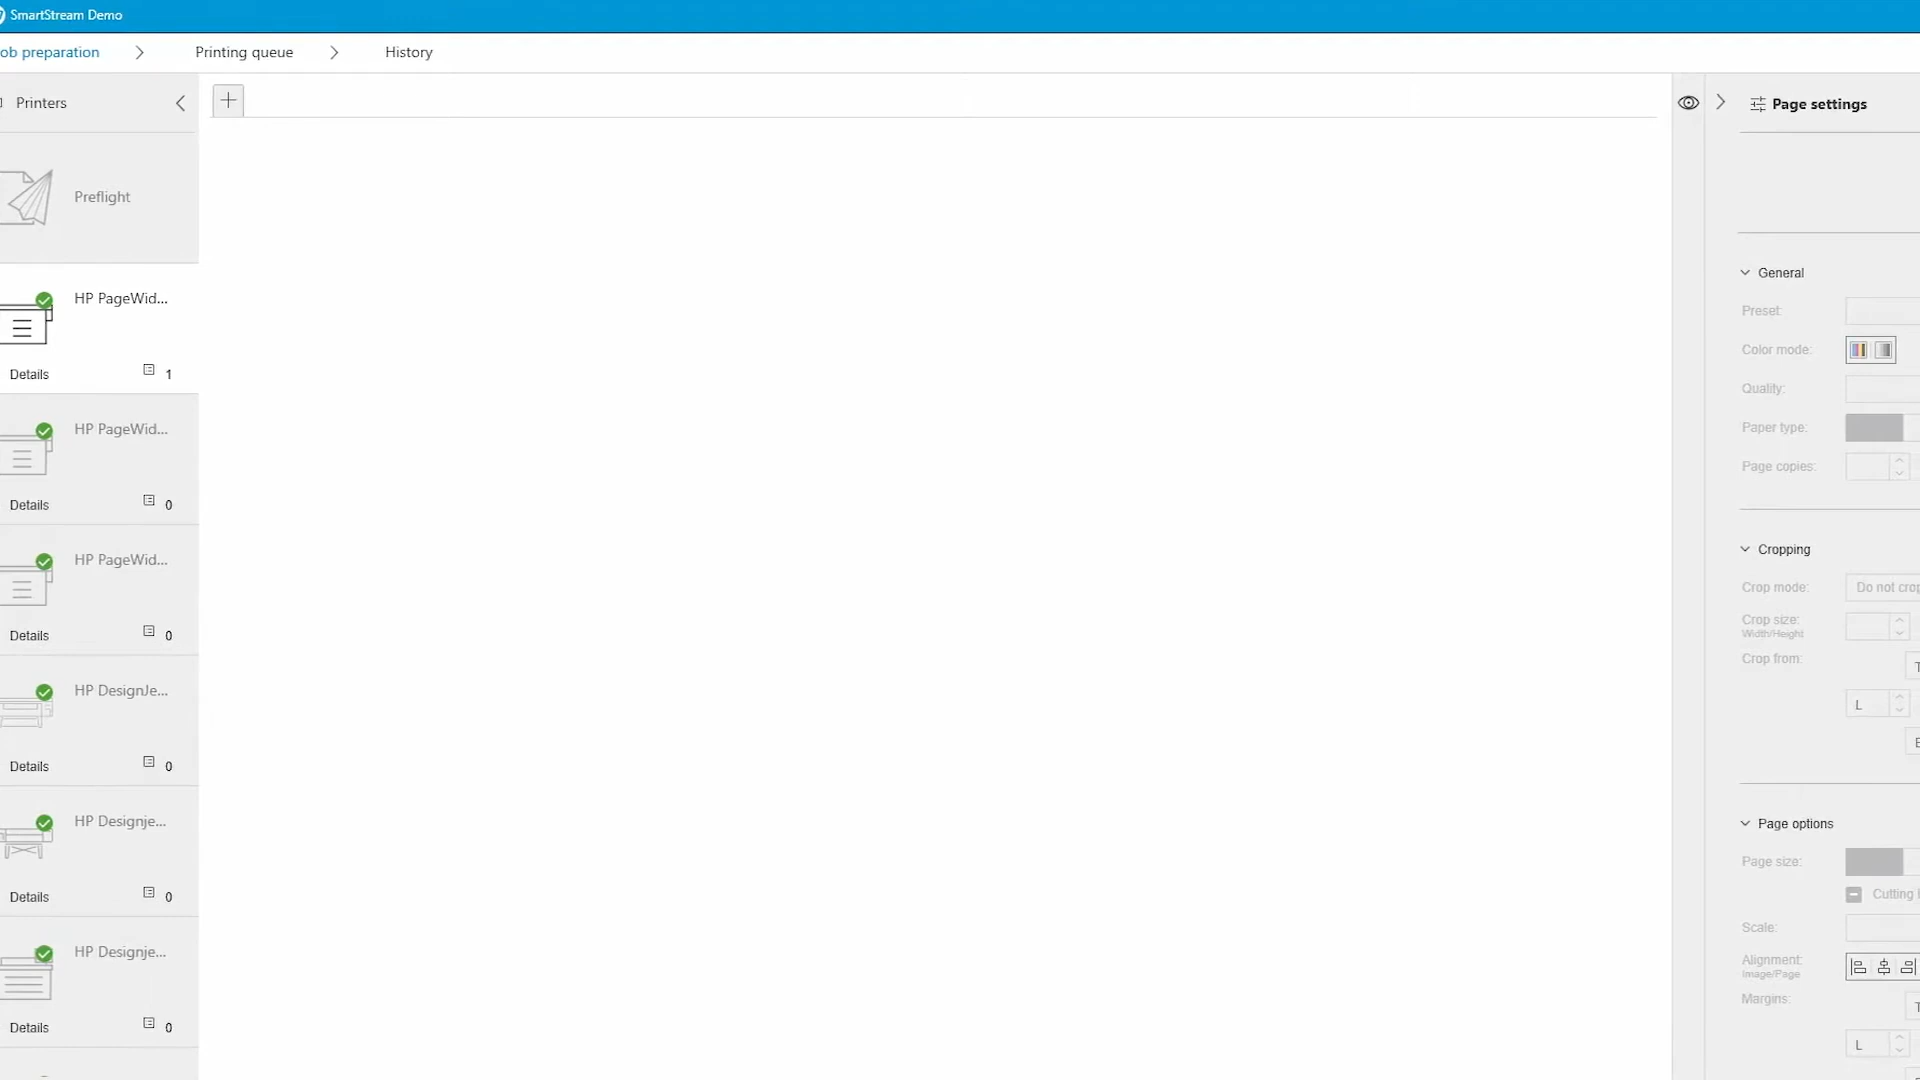 SmartStream Demo
ob preparation
Printing queue
History
Printers
Preflight
HP PageWid...
Details
1
HP PageWid...
Details
0
HP PageWid...
Details
0
HP DesignJe...
Details
0
HP Designje...
Details
0
HP Designje...
Details
0
Page settings
General
Preset:
Color mode:
Quality:
Paper type:
Page copies:
Cropping
Crop mode:
Do not crop
Crop size:
Width/Height
Crop from:
T
L
Page options
Page size:
Cutting
Scale:
Alignment:
Image/Page
Margins:
T
L